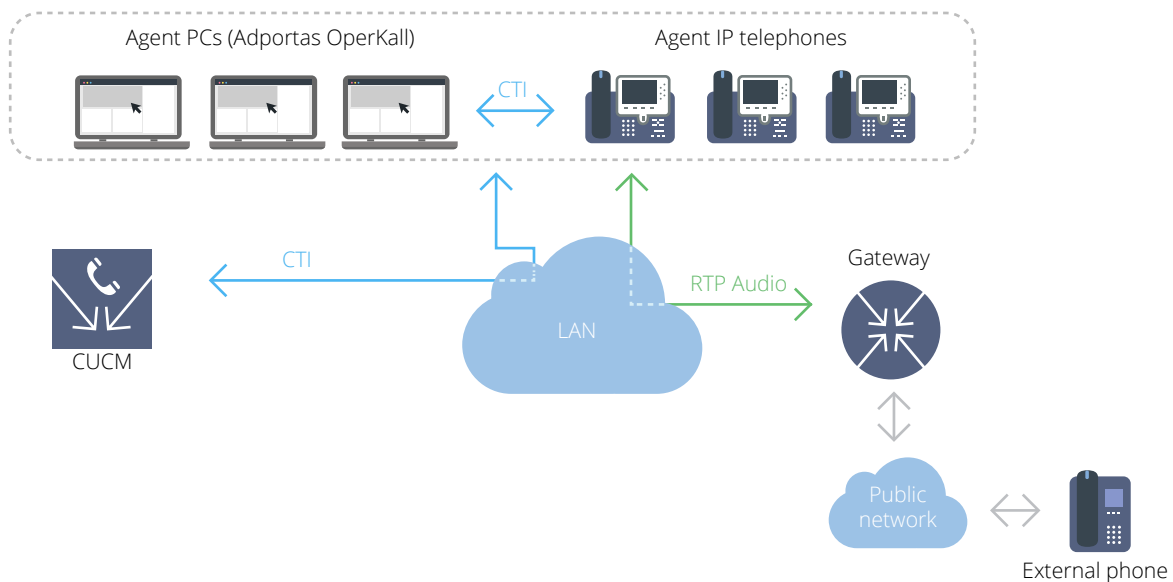 Agent PCs (Adportas OperKall)
Agent IP telephones
CTI
CTI
Gateway
RTP Audio
LAN
CUCM
Public
network
External phone